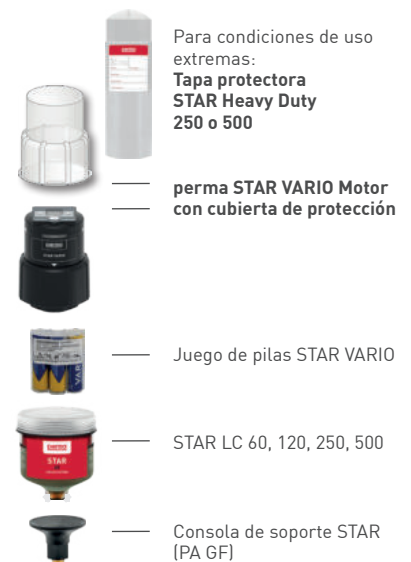 Para condiciones de uso
extremas:
Tapa protectora
STAR Heavy Duty
250 o 500
perma STAR VARIO Motor
con cubierta de protección
Juego de pilas STAR VARIO
STAR LC 60, 120, 250, 500
STAR
Consola de soporte STAR
(PA GF)